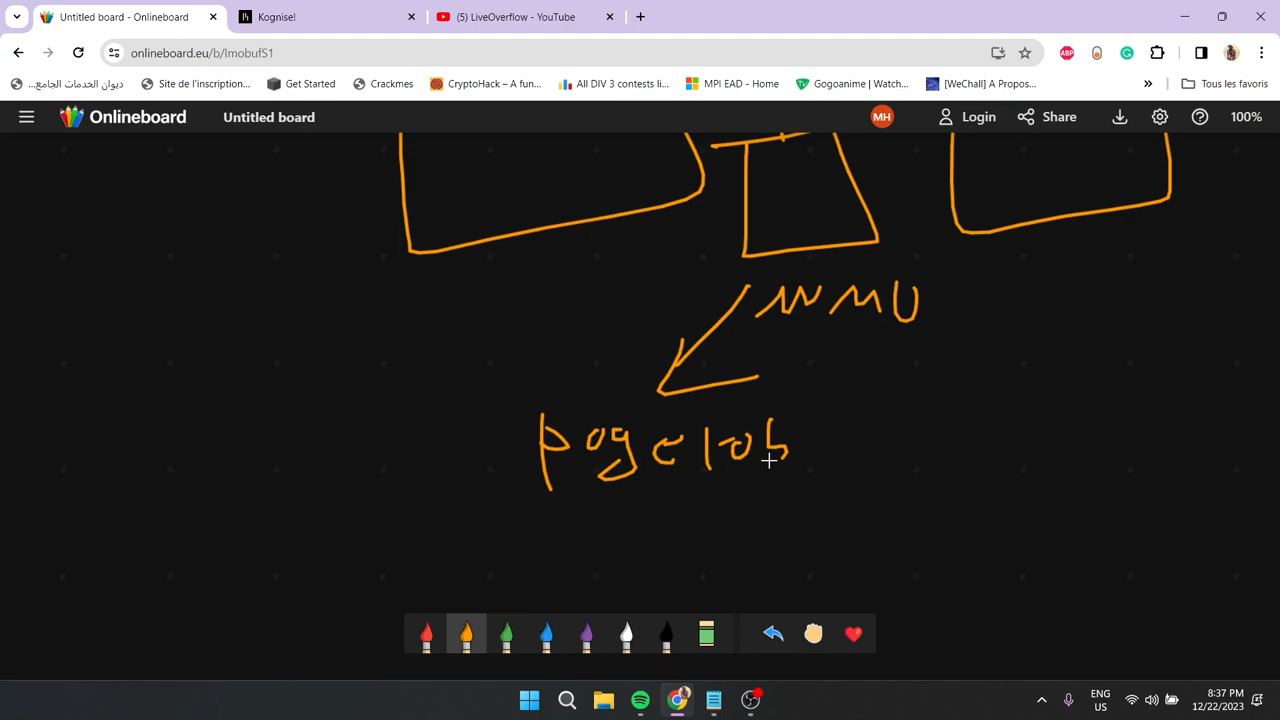 Untitled board - Onlineboard
Kognise!
(5) LiveOverflow - YouTube
onlineboard.eu/b/ImobufS1
ABP
ديوان الخدمات الجامع...
Site de l'inscription...
Get Started
Crackmes
CryptoHack – A fun...
All DIV 3 contests li...
MPI EAD - Home
Gogoanime | Watch...
[WeChall] A Propos...
»
Tous les favoris
Onlineboard
Untitled board
MH
Login
Share
100%
MMU
pagetab
ENG
US
8:37 PM
12/22/2023